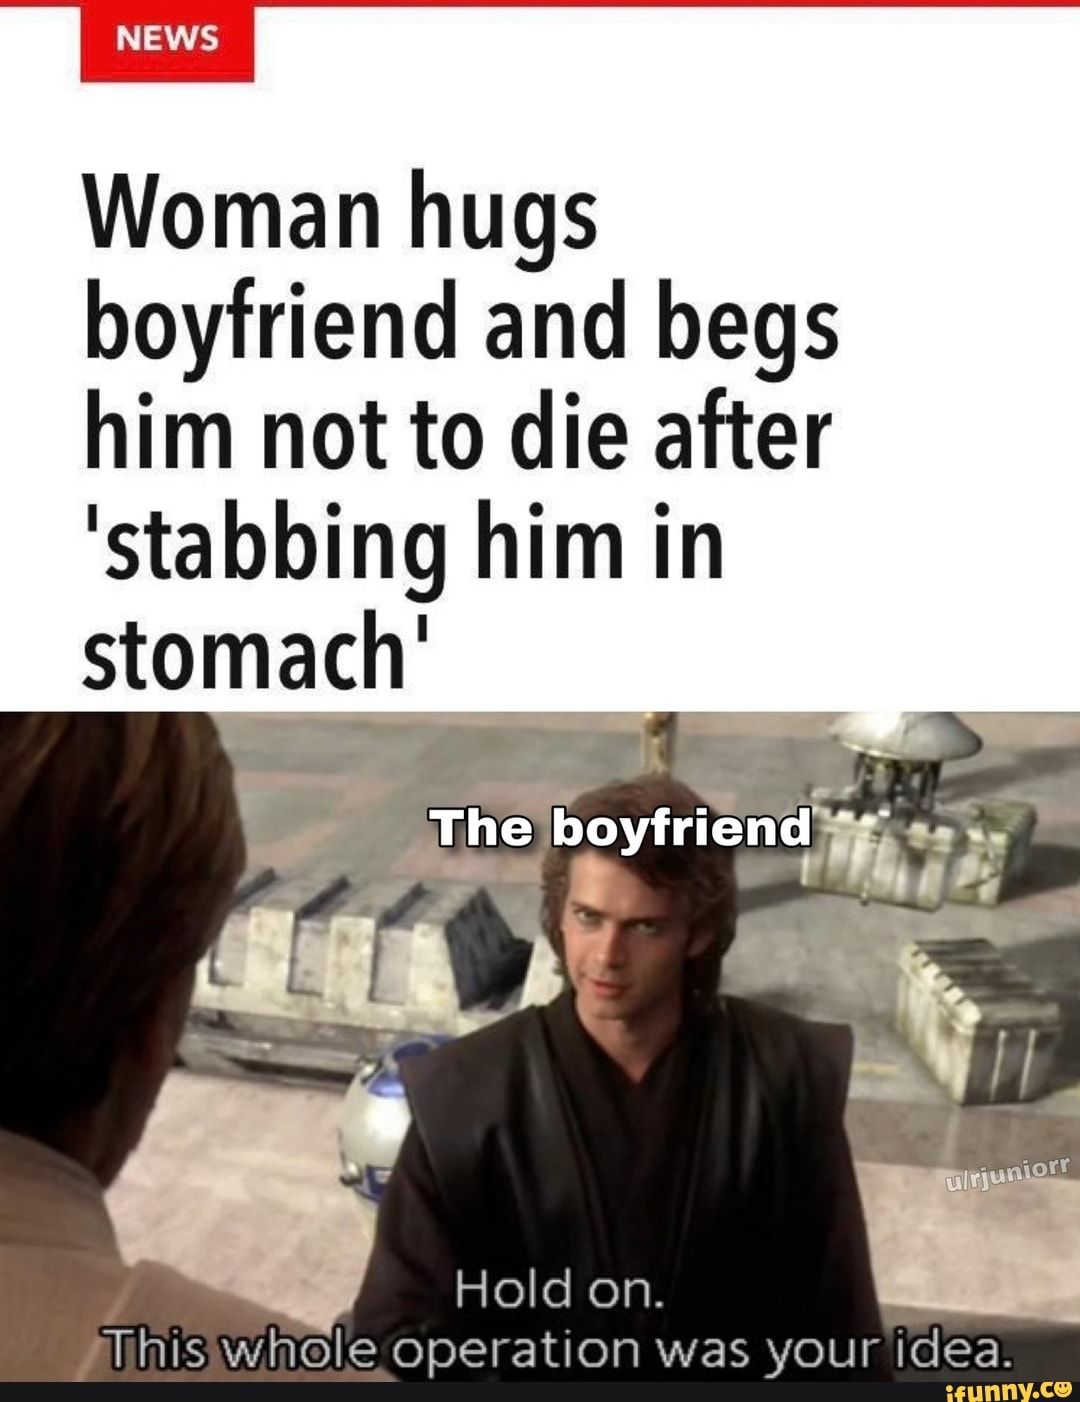 NEWS
Woman hugs
boyfriend and begs
him not to die after
'stabbing him in
stomach'
The boyfriend
u/rjuniorr
Hold on.
This whole operation was your idea.
ifunny.co